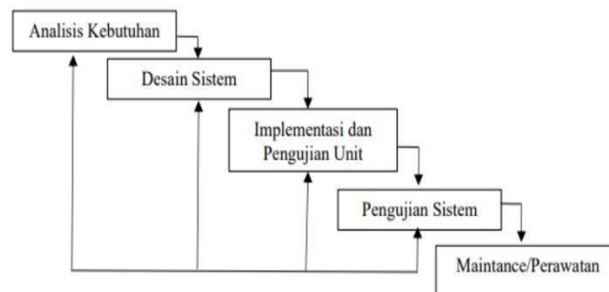 Analisis Kebutuhan
Desain Sistem
Implementasi dan
Pengujian Unit
Pengujian Sistem
Maintance/Perawatan